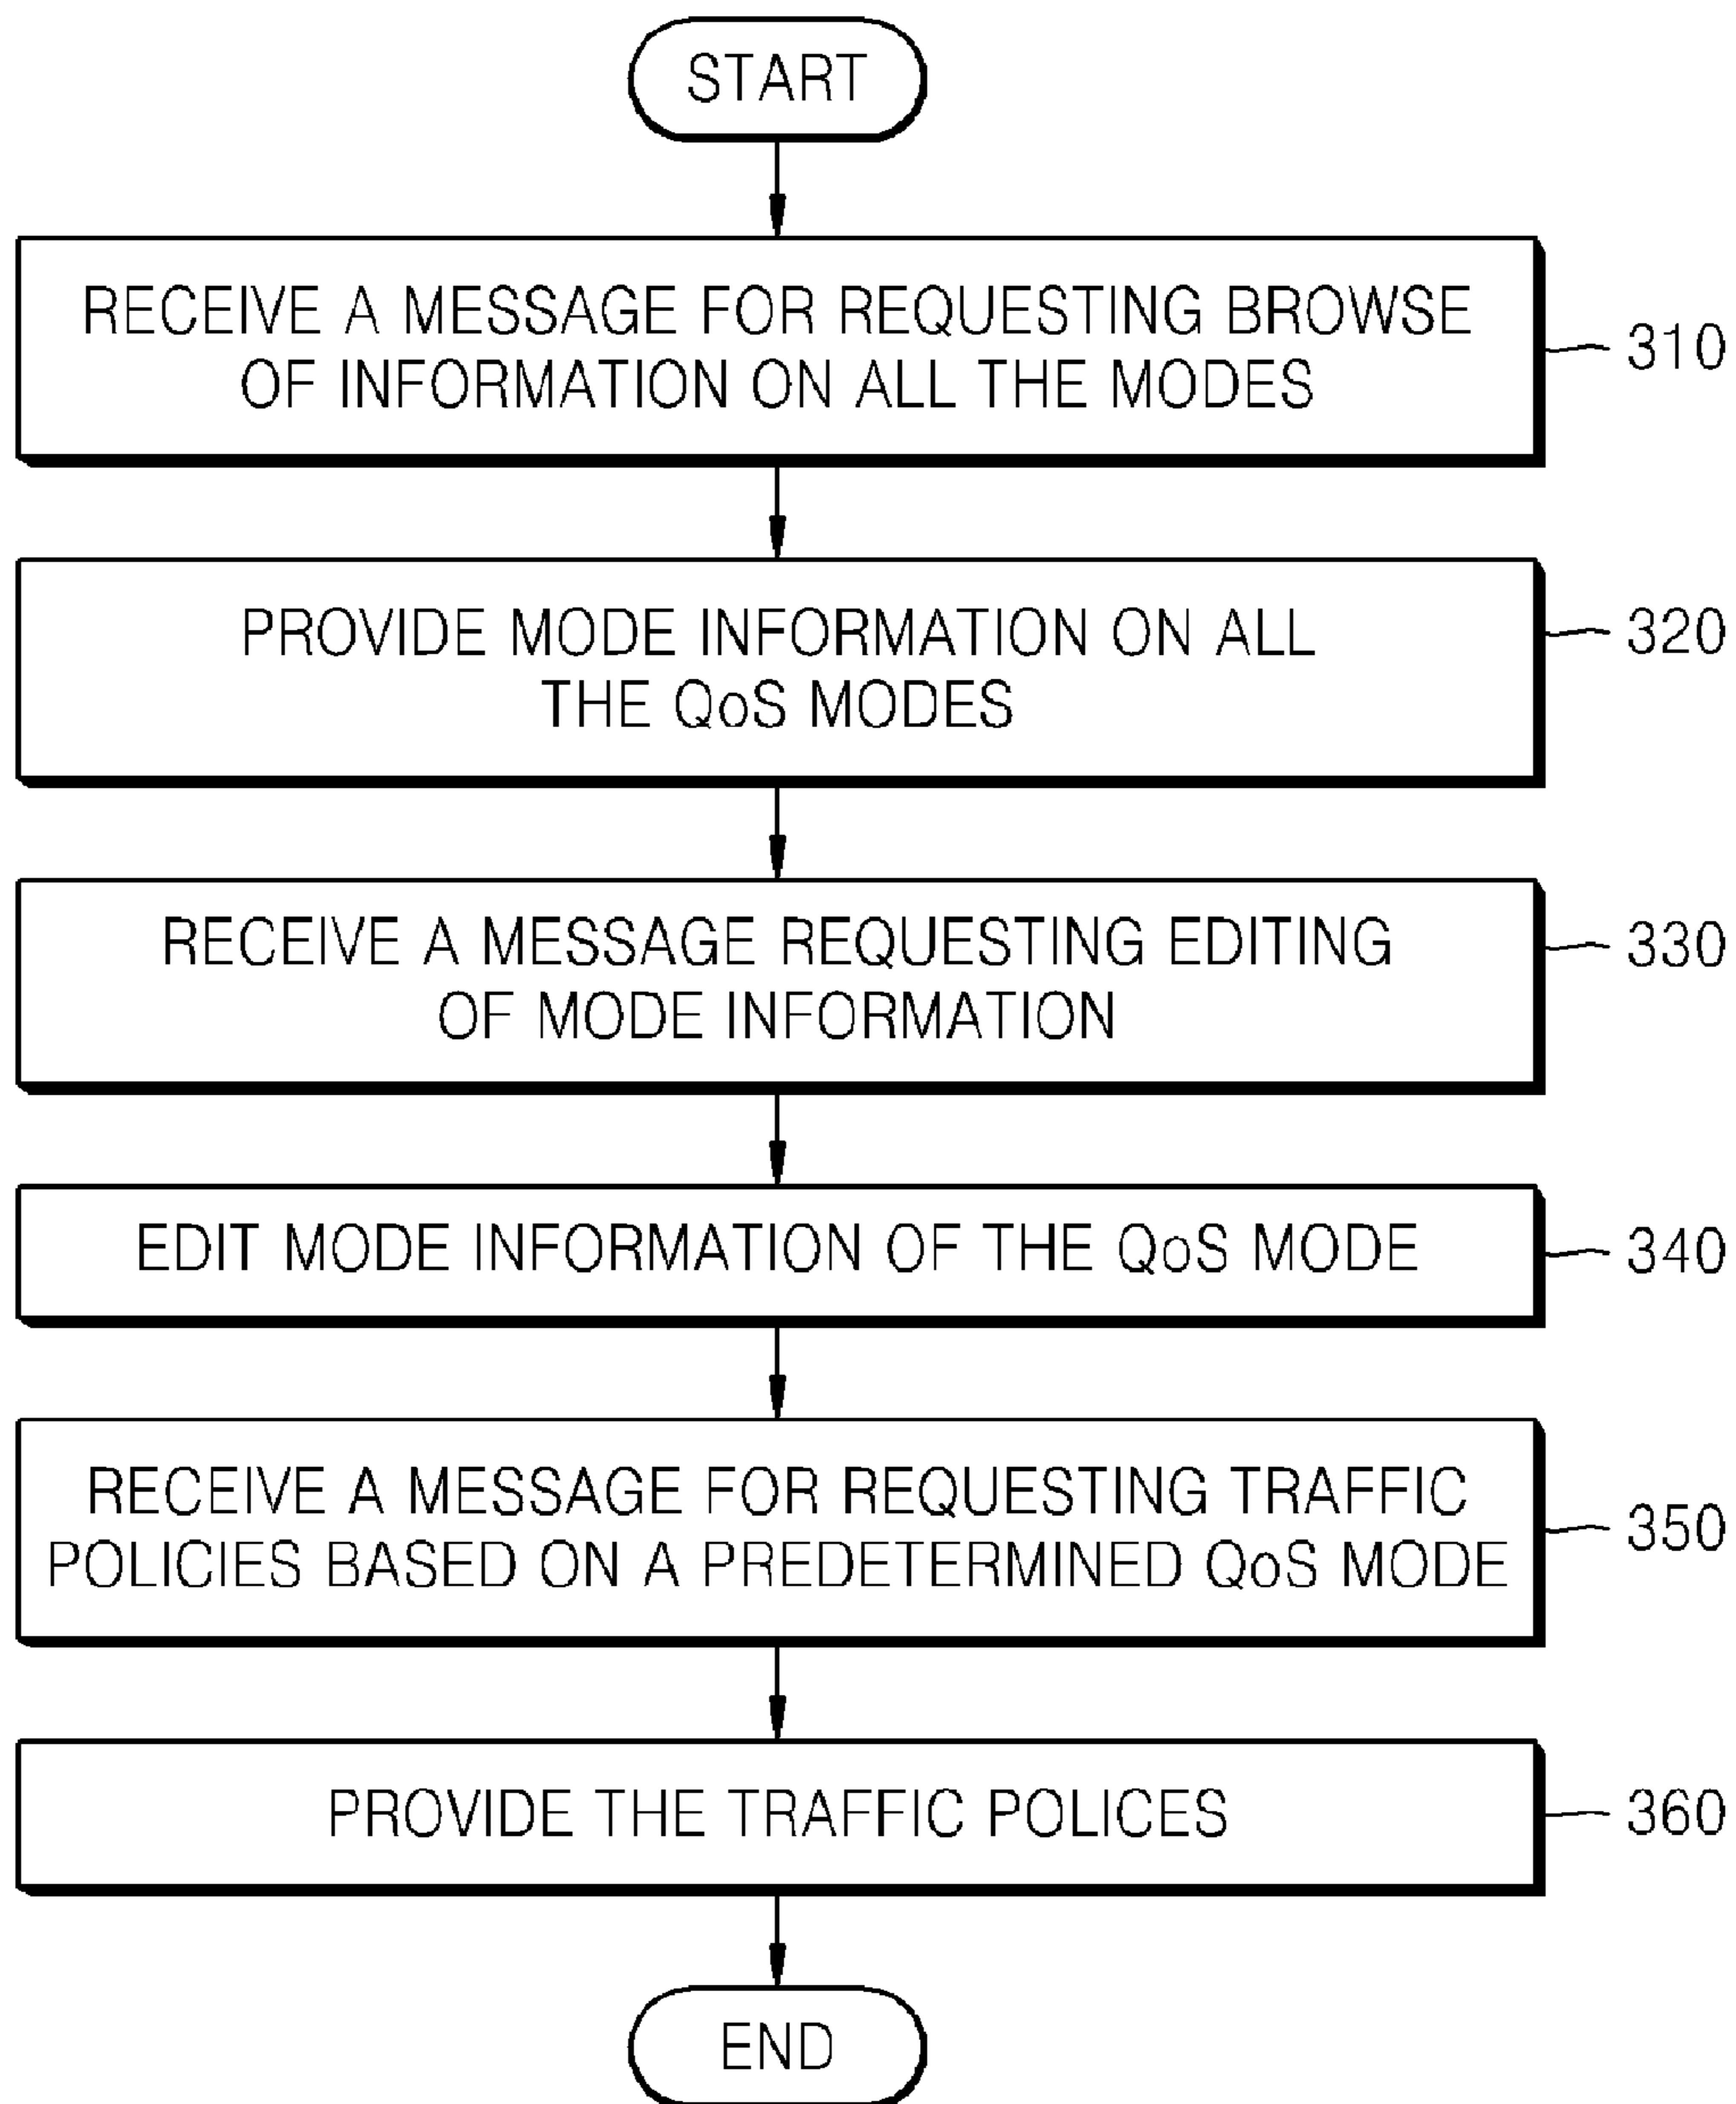 START
RECEIVE A MESSAGE FOR REQUESTING BROWSE
OF INFORMATION ON ALL THE MODES
310
PROVIDE MODE INFORMATION ON ALL
THE QoS MODES
320
RECEIVE A MESSAGE REQUESTING EDITING
OF MODE INFORMATION
330
EDIT MODE INFORMATION OF THE QoS MODE
340
RECEIVE A MESSAGE FOR REQUESTING TRAFFIC
POLICIES BASED ON A PREDETERMINED QoS MODE
350
PROVIDE THE TRAFFIC POLICES
360
END